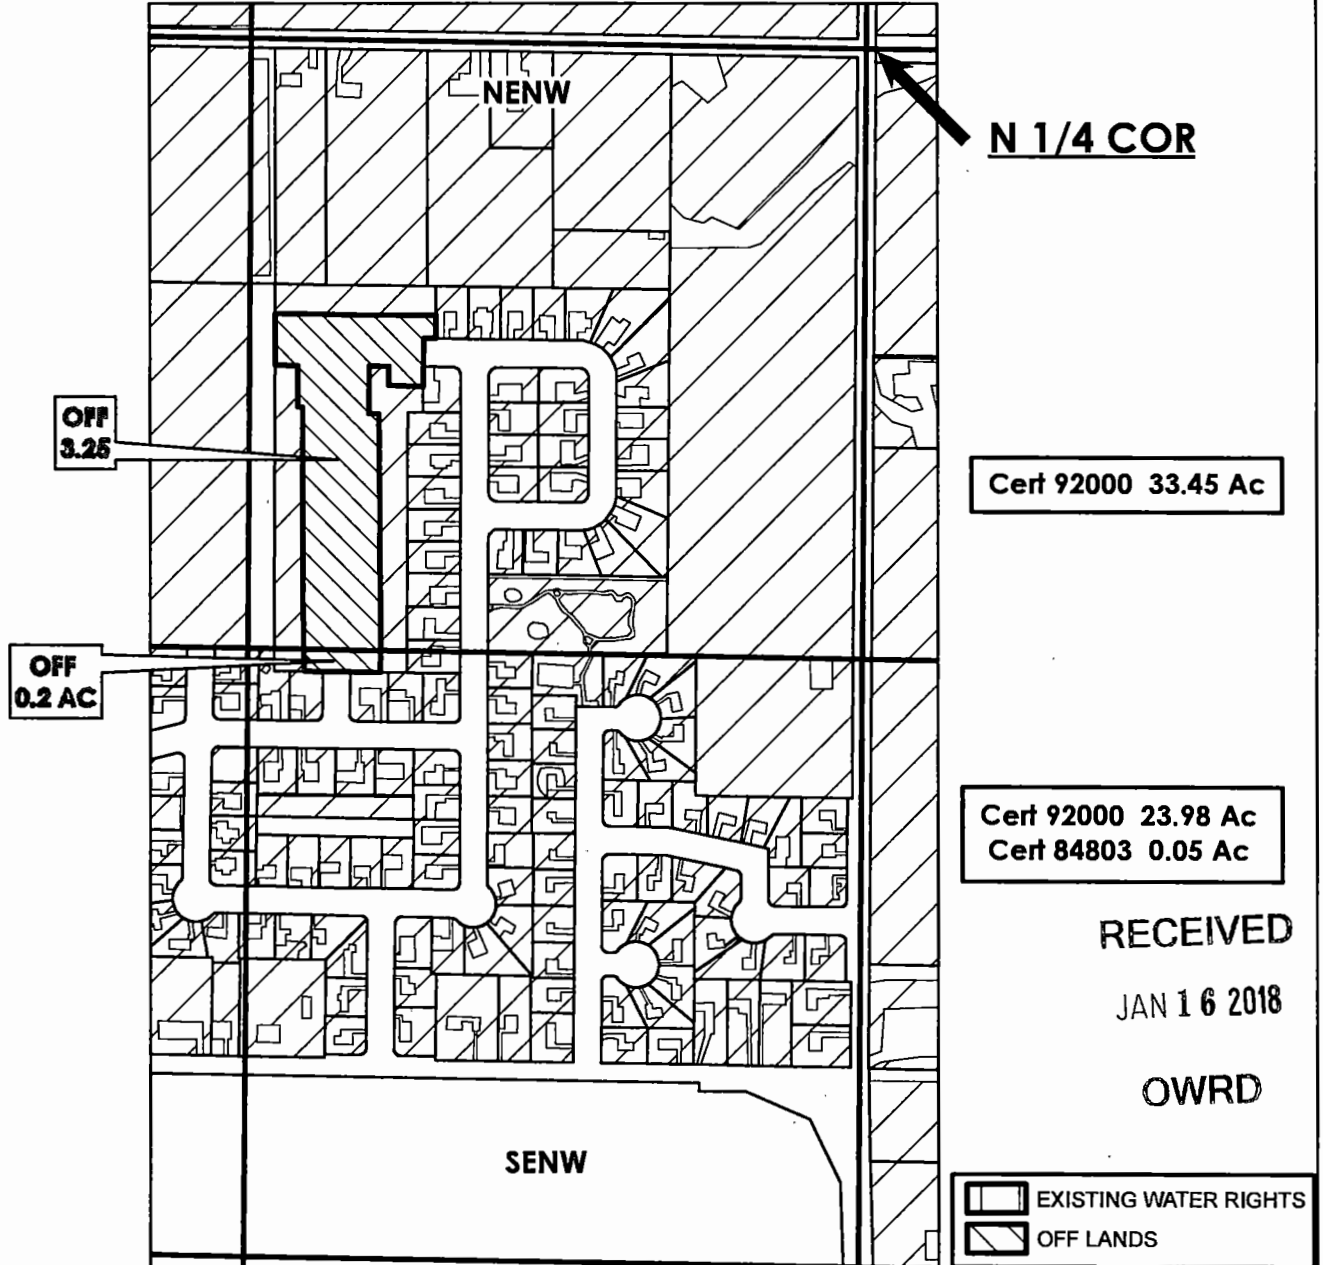 NENW
N 1/4 COR
OFF
3.25
Cert 92000 33.45 Ac
OFF
0.2 AC
Cert 92000 23.98 Ac
Cert 84803 0.05 Ac
RECEIVED
JAN 16 2018
OWRD
SENW
EXISTING WATER RIGHTS
OFF LANDS